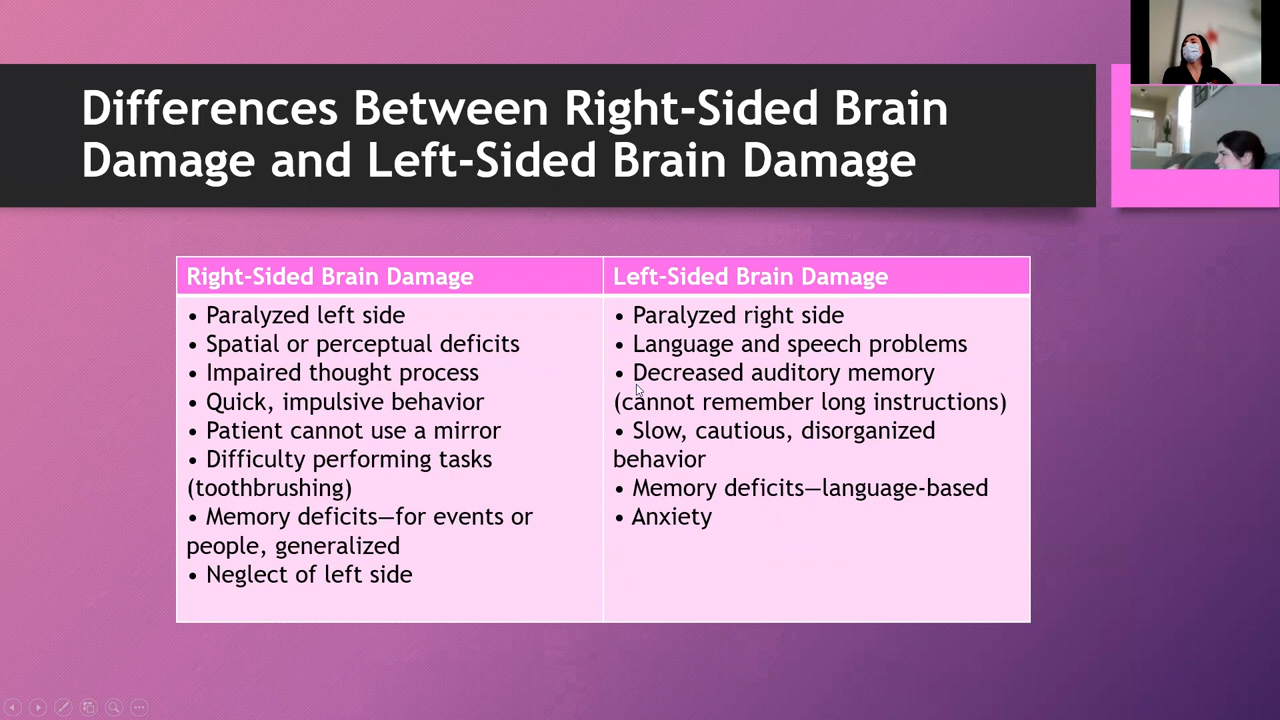 Differences Between Right-Sided Brain
Damage and Left-Sided Brain Damage
Right-Sided Brain Damage
• Paralyzed left side
• Spatial or perceptual deficits
• Impaired thought process
• Quick, impulsive behavior
• Patient cannot use a mirror
• Difficulty performing tasks
(toothbrushing)
• Memory deficits—for events or
people, generalized
• Neglect of left side
Left-Sided Brain Damage
• Paralyzed right side
• Language and speech problems
• Decreased auditory memory
(cannot remember long instructions)
• Slow, cautious, disorganized
behavior
• Memory deficits—language-based
• Anxiety